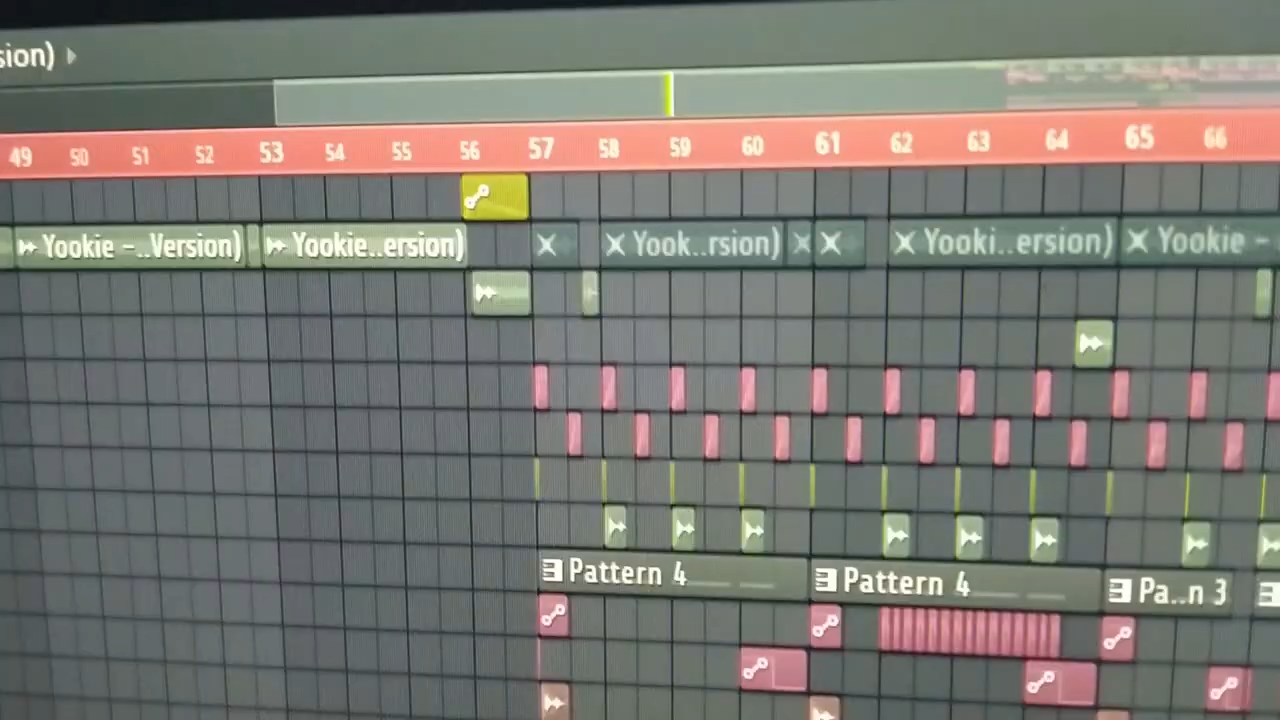 sion)
49 50 51 52 53 54 55 56 57 58 59 60 61 62 63 64 65 66
Yookie -..Version) Yookie..ersion) Yook..rsion) Yooki..ersion) Yookie -
Pattern 4 Pattern 4 Pa..n 3